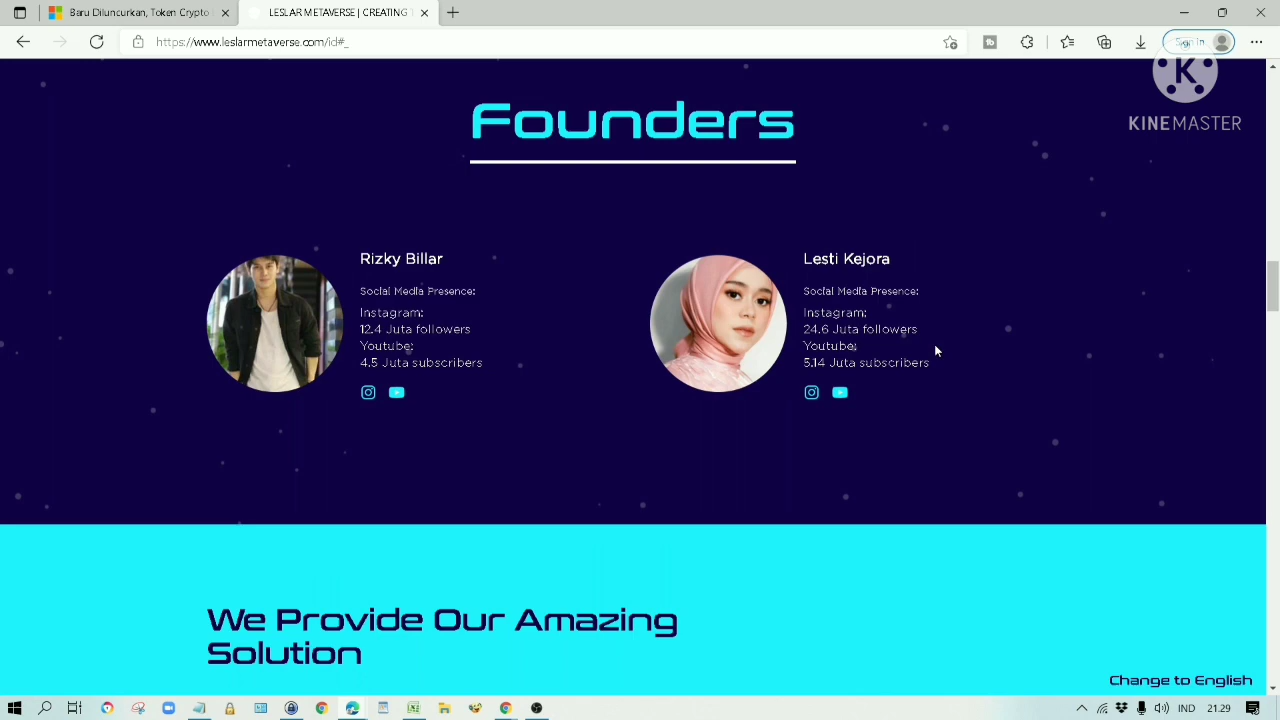 Baru Diluncurkan, Token Crypto
LESLAR METAVERSE | CREATING
https://www.leslarmetaverse.com/id#_
Sign in
K
KINEMASTER
Founders
Rizky Billar
Social Media Presence:
Instagram:
12.4 Juta followers
Youtube:
4.5 Juta subscribers
Lesti Kejora
Social Media Presence:
Instagram:
24.6 Juta followers
Youtube:
5,14 Juta subscribers
We Provide Our Amazing
Solution
Change to English
IND
21.29